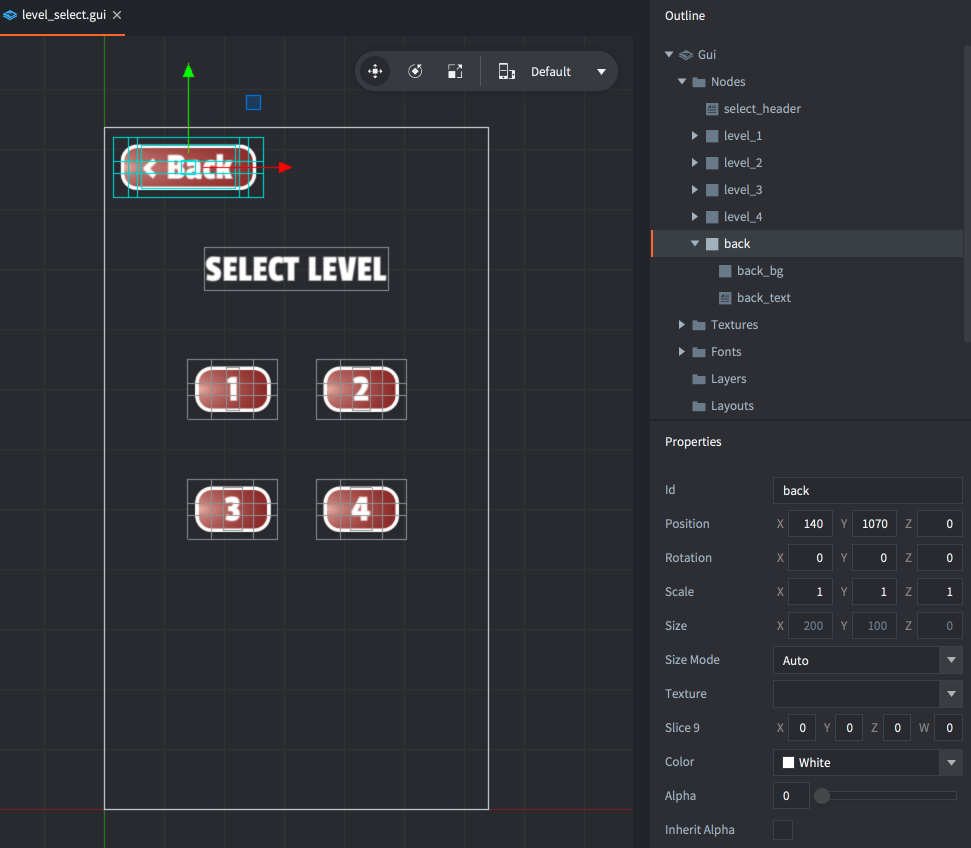 level_select.gui
Default
< Back
SELECT LEVEL
1
2
3
4
Outline
Gui
Nodes
select_header
level_1
level_2
level_3
level_4
back
back_bg
back_text
Textures
Fonts
Layers
Layouts
Properties
Id back
Position X 140 Y 1070 Z 0
Rotation X 0 Y 0 Z 0
Scale X 1 Y 1 Z 1
Size X 200 Y 100 Z 0
Size Mode Auto
Texture
Slice 9 X 0 Y 0 Z 0 W 0
Color White
Alpha 0
Inherit Alpha